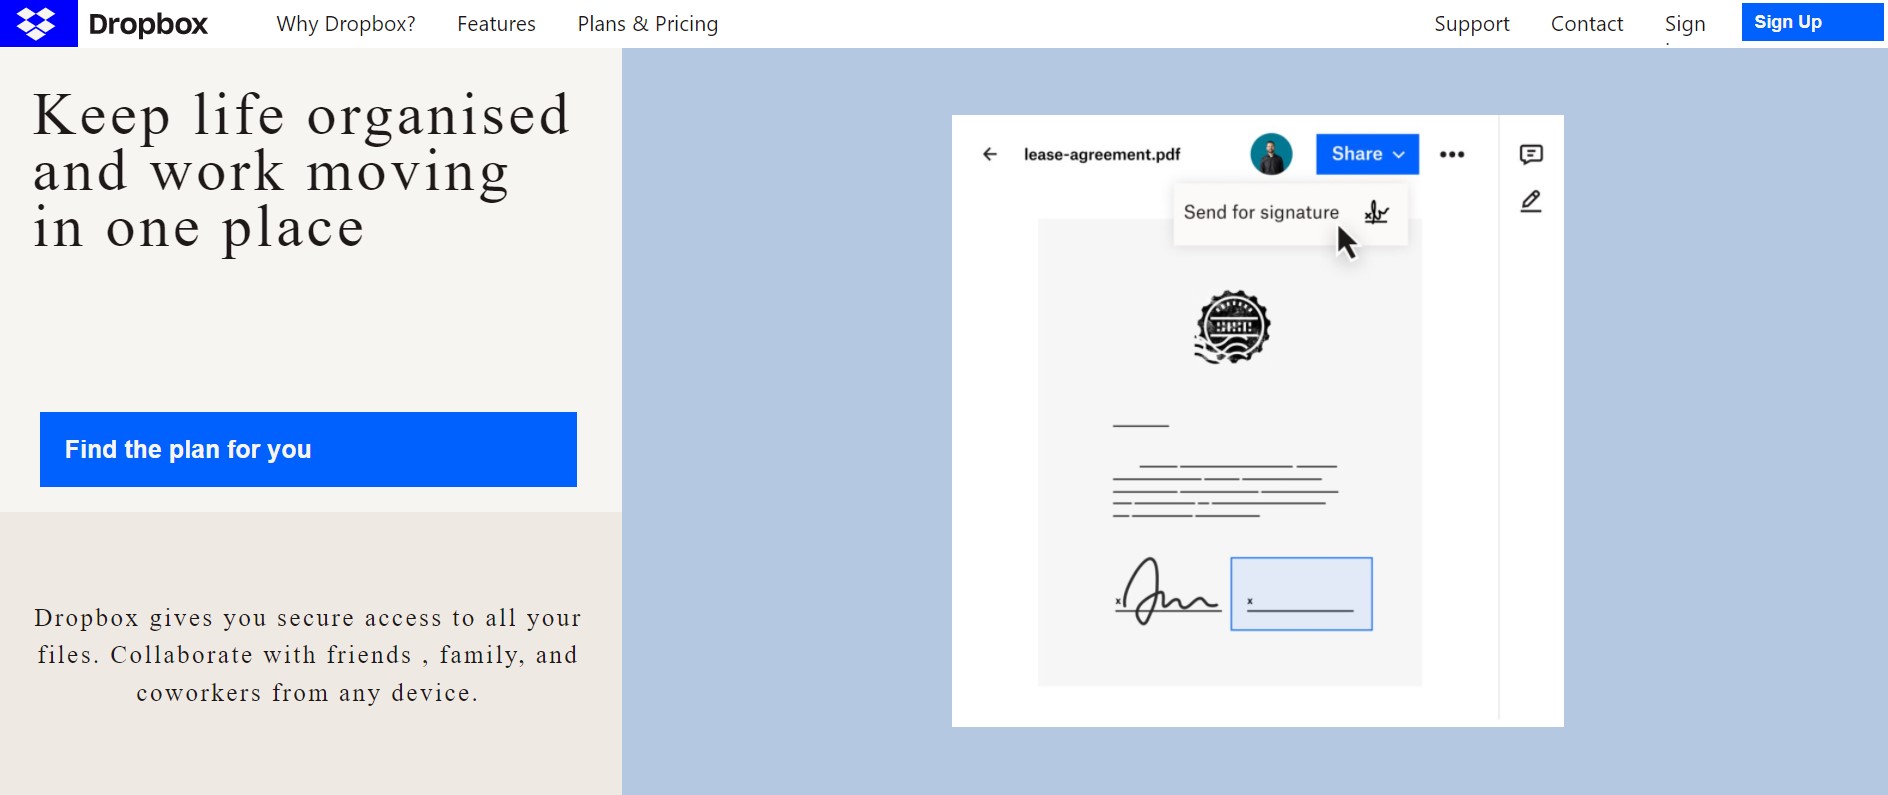 Dropbox
Why Dropbox?
Features
Plans & Pricing
Support
Contact
Sign
Sign Up
Keep life organised
and work moving
in one place
Find the plan for you
Dropbox gives you secure access to all your
files. Collaborate with friends , family, and
coworkers from any device.
lease-agreement.pdf
Share
Send for signature
x
x